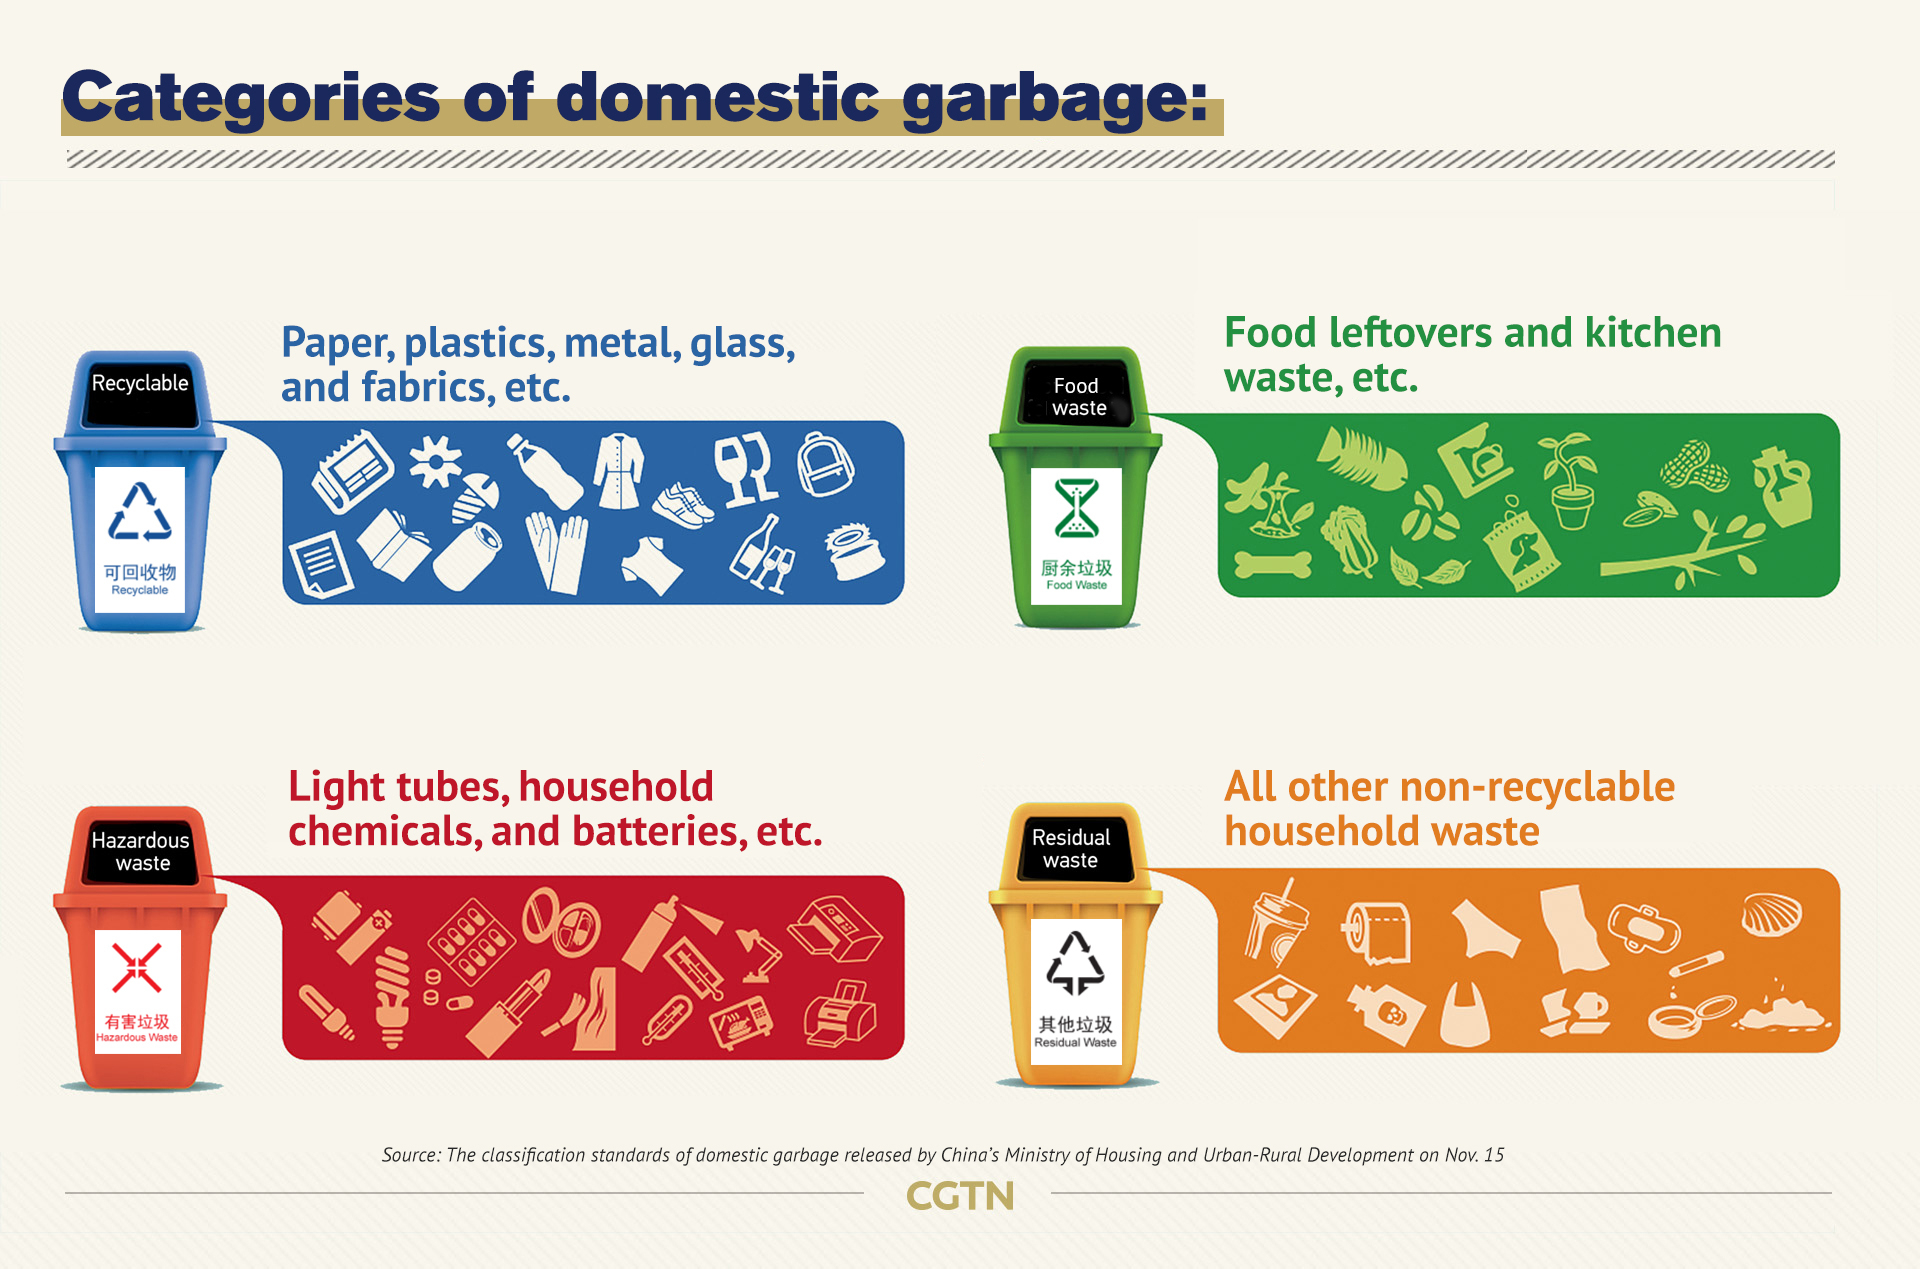 Categories of domestic garbage:
Paper, plastics, metal, glass,
and fabrics, etc.
Recyclable
可回收物
Recyclable
Food leftovers and kitchen
waste, etc.
Food
waste
厨余垃圾
Food Waste
Light tubes, household
chemicals, and batteries, etc.
Hazardous
waste
有害垃圾
Hazardous Waste
All other non-recyclable
household waste
Residual
waste
其他垃圾
Residual Waste
Source: The classification standards of domestic garbage released by China's Ministry of Housing and Urban-Rural Development on Nov. 15
CGTN